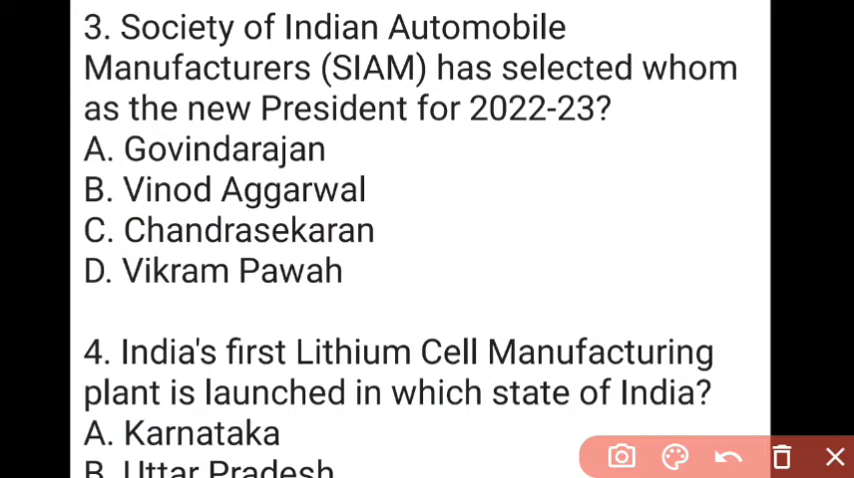 3. Society of Indian Automobile
Manufacturers (SIAM) has selected whom
as the new President for 2022-23?
A. Govindarajan
B. Vinod Aggarwal
C. Chandrasekaran
D. Vikram Pawah
4. India's first Lithium Cell Manufacturing
plant is launched in which state of India?
A. Karnataka
B. Uttar Pradesh